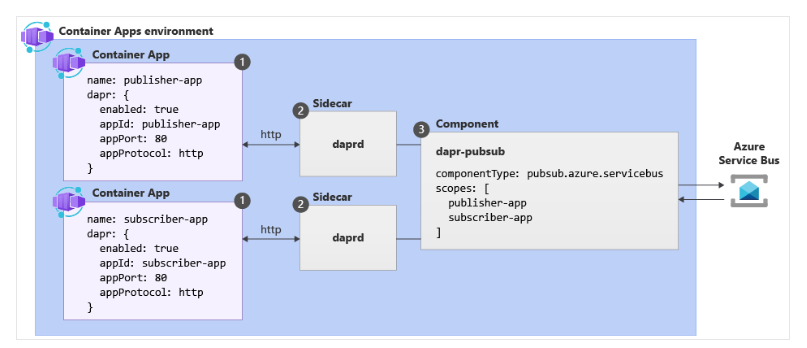 Container Apps environment
Container App
1
name: publisher-app
dapr: {
enabled: true
appId: publisher-app
appPort: 80
appProtocol: http
}
http
2
Sidecar
daprd
Container App
1
name: subscriber-app
dapr: {
enabled: true
appId: subscriber-app
appPort: 80
appProtocol: http
}
http
2
Sidecar
daprd
3
Component
dapr-pubsub
componentType: pubsub.azure.servicebus
scopes: [
publisher-app
subscriber-app
]
Azure
Service Bus